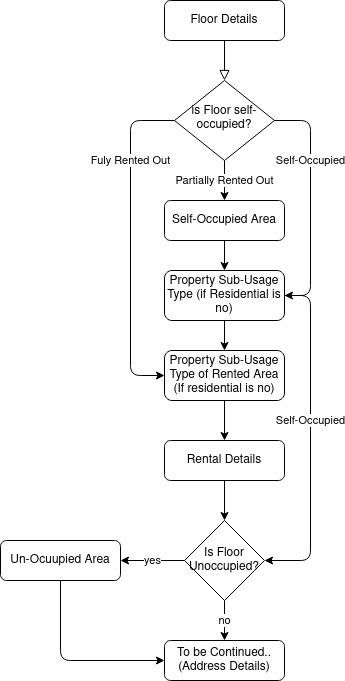 Floor Details
Is Floor self-
occupied?
Fuly Rented Out
Self-Occupied
Partially Rented Out
Self-Occupied Area
Property Sub-Usage
Type (if Residential is
no)
Property Sub-Usage
Type of Rented Area
(If residential is no)
Self-Occupied
Rental Details
Is Floor
Unoccupied?
yes
Un-Ocuupied Area
no
To be Continued..
(Address Details)